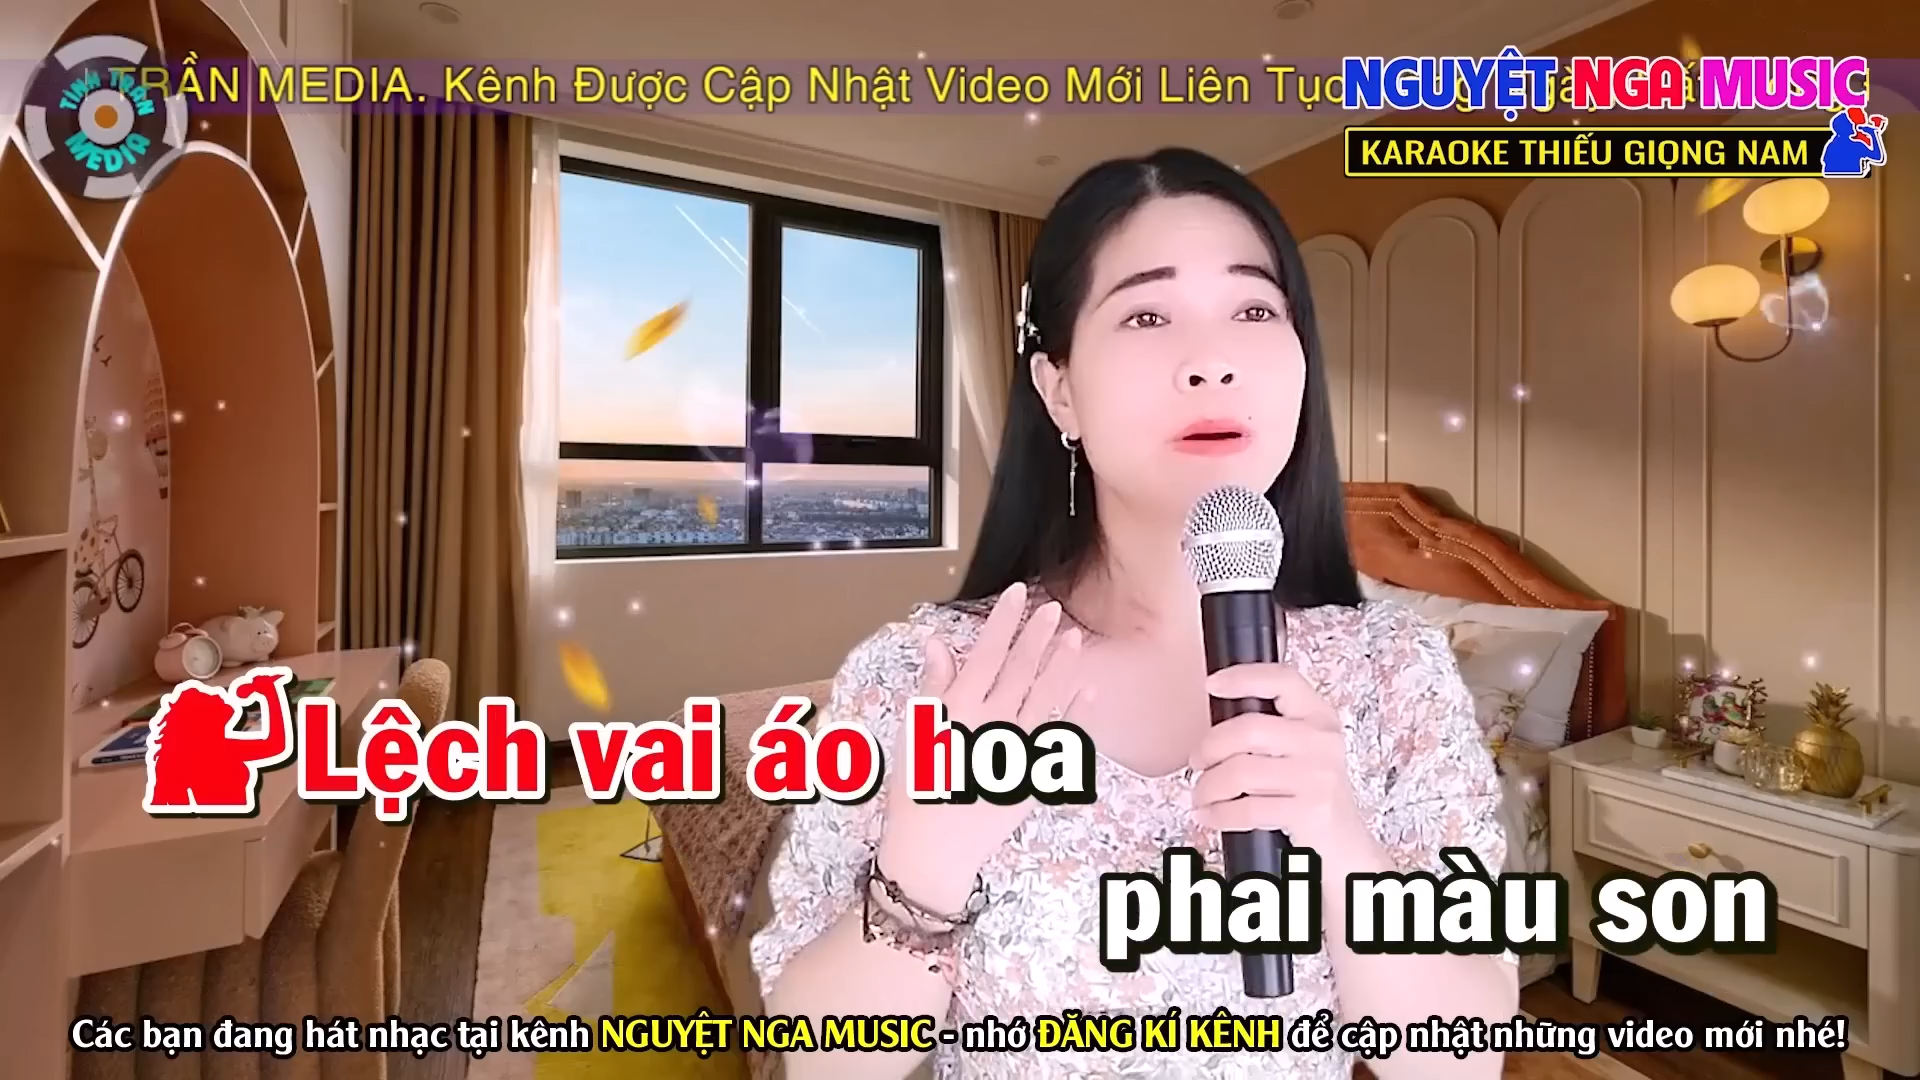 TRẦN MEDIA. Kênh Được Cập Nhật Video Mới Liên Tục
NGUYỆT NGA MUSIC
KARAOKE THIẾU GIỌNG NAM
TÌNH TRẦN
MEDIA
Lệch vai áo hoa
phai màu son
Các bạn đang hát nhạc tại kênh NGUYỆT NGA MUSIC - nhớ ĐĂNG KÍ KÊNH để cập nhật những video mới nhé!